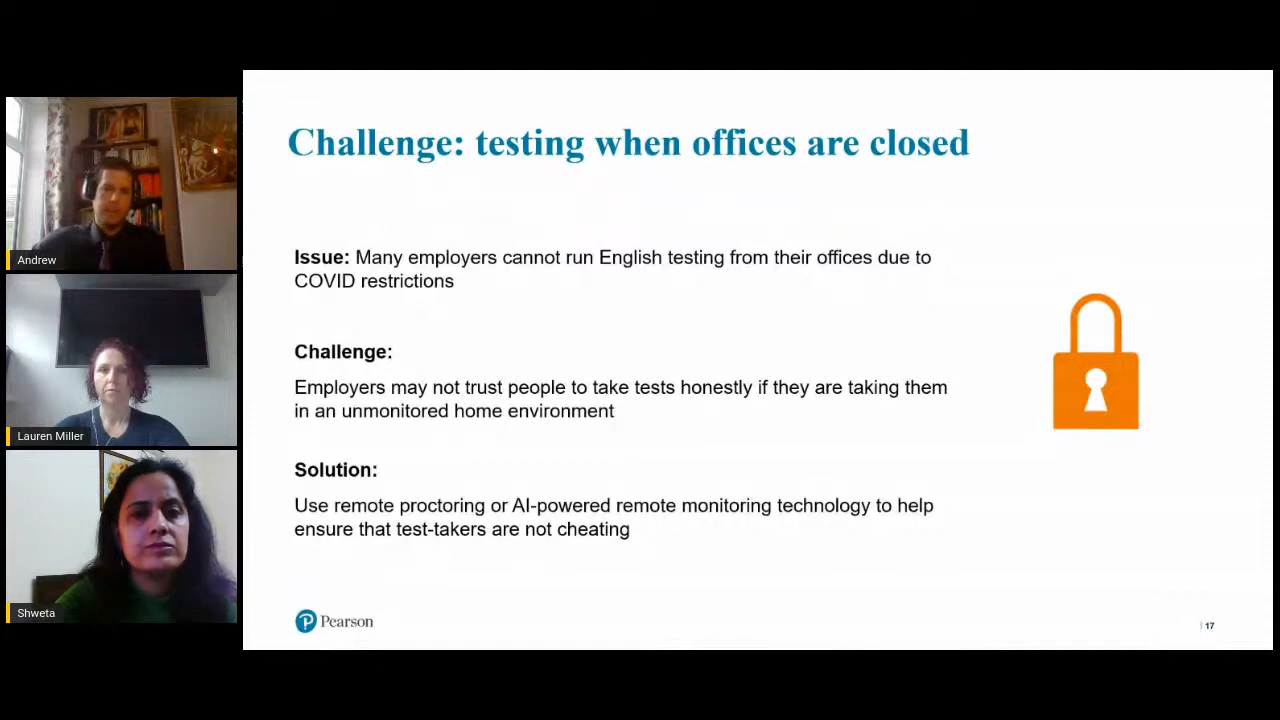 Challenge: testing when offices are closed
Issue: Many employers cannot run English testing from their offices due to
COVID restrictions
Challenge:
Employers may not trust people to take tests honestly if they are taking them
in an unmonitored home environment
Solution:
Use remote proctoring or AI-powered remote monitoring technology to help
ensure that test-takers are not cheating
P Pearson
17
Andrew
Lauren Miller
Shweta